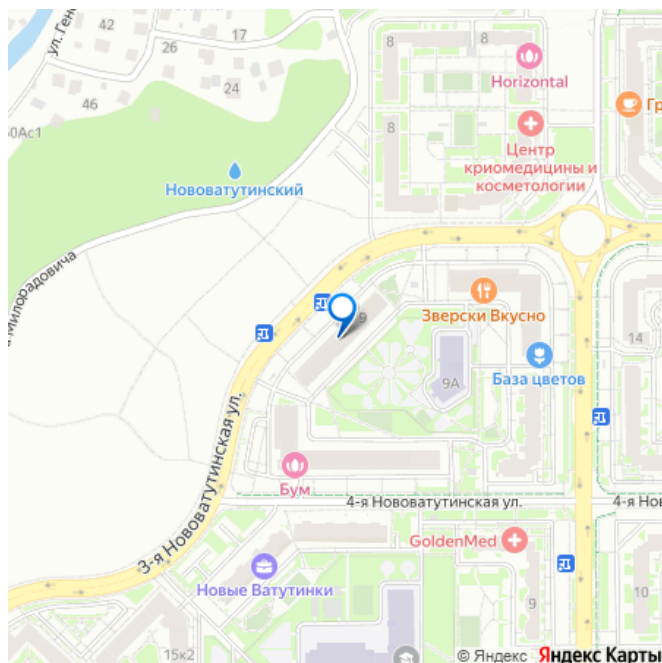 ул. Ген
42
17
26
24
46
60Ас1
8
8
Horizontal
8
Центр
криомедицины и
косметологии
Гр
Нововатутинский
а Милорадовича
9
Зверски Вкусно
База цветов
14
9А
3-я Нововатутинская ул.
Бум
4-я Нововатутинская ул.
4-я Нов
GoldenMed
Новые Ватутинки
9
10
15к2
© Яндекс Яндекс Карты